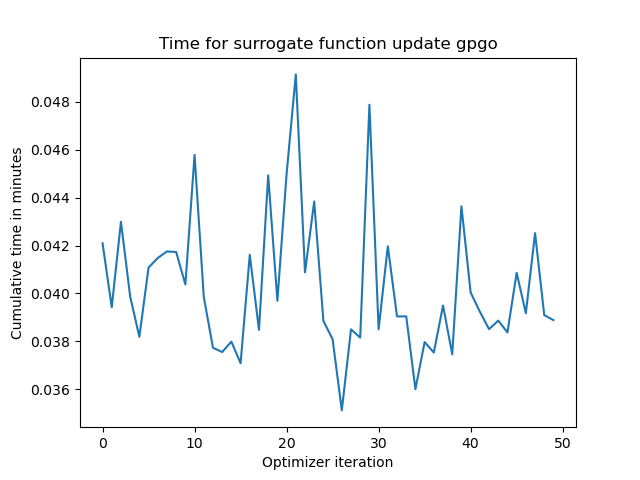 Time for surrogate function update gpgo
Cumulative time in minutes
0.048
0.046
0.044
0.042
0.040
0.038
0.036
0 10 20 30 40 50
Optimizer iteration